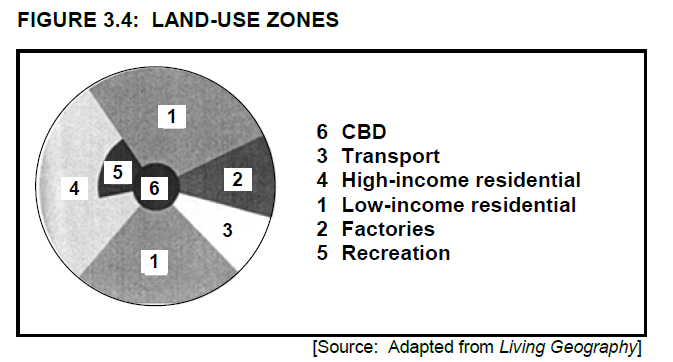 FIGURE 3.4: LAND-USE ZONES
1
5
4
6
2
3
1
6 CBD
3 Transport
4 High-income residential
1 Low-income residential
2 Factories
5 Recreation
[Source: Adapted from Living Geography]